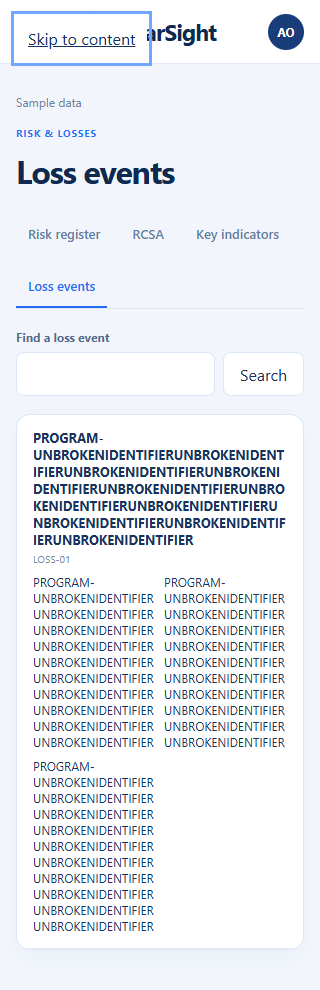 Skip to content
arSight
AO
Sample data
RISK & LOSSES
Loss events
Risk register
RCSA
Key indicators
Loss events
Find a loss event
Search
PROGRAM-
UNBROKENIDENTIFIERUNBROKENIDENT
IFIERUNBROKENIDENTIFIERUNBROKENI
DENTIFIERUNBROKENIDENTIFIERUNBRO
KENIDENTIFIERUNBROKENIDENTIFIERU
NBROKENIDENTIFIERUNBROKENIDENTIF
IERUNBROKENIDENTIFIER
LOSS-01
PROGRAM-
UNBROKENIDENTIFIER
UNBROKENIDENTIFIER
UNBROKENIDENTIFIER
UNBROKENIDENTIFIER
UNBROKENIDENTIFIER
UNBROKENIDENTIFIER
UNBROKENIDENTIFIER
UNBROKENIDENTIFIER
UNBROKENIDENTIFIER
UNBROKENIDENTIFIER
PROGRAM-
UNBROKENIDENTIFIER
UNBROKENIDENTIFIER
UNBROKENIDENTIFIER
UNBROKENIDENTIFIER
UNBROKENIDENTIFIER
UNBROKENIDENTIFIER
UNBROKENIDENTIFIER
UNBROKENIDENTIFIER
UNBROKENIDENTIFIER
UNBROKENIDENTIFIER
PROGRAM-
UNBROKENIDENTIFIER
UNBROKENIDENTIFIER
UNBROKENIDENTIFIER
UNBROKENIDENTIFIER
UNBROKENIDENTIFIER
UNBROKENIDENTIFIER
UNBROKENIDENTIFIER
UNBROKENIDENTIFIER
UNBROKENIDENTIFIER
UNBROKENIDENTIFIER